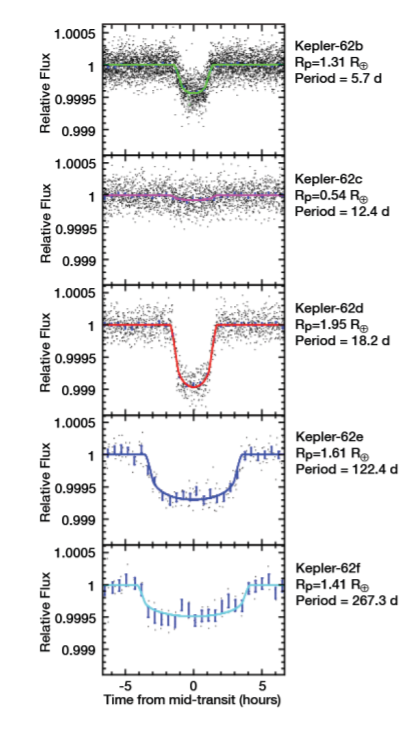 1.0005
1
0.9995
0.999
Relative Flux
Kepler-62b
Rp=1.31 R⊕
Period = 5.7 d
1.0005
1
0.9995
0.999
Relative Flux
Kepler-62c
Rp=0.54 R⊕
Period = 12.4 d
1.0005
1
0.9995
0.999
Relative Flux
Kepler-62d
Rp=1.95 R⊕
Period = 18.2 d
1.0005
1
0.9995
0.999
Relative Flux
Kepler-62e
Rp=1.61 R⊕
Period = 122.4 d
1.0005
1
0.9995
0.999
Relative Flux
Kepler-62f
Rp=1.41 R⊕
Period = 267.3 d
-5 0 5
Time from mid-transit (hours)